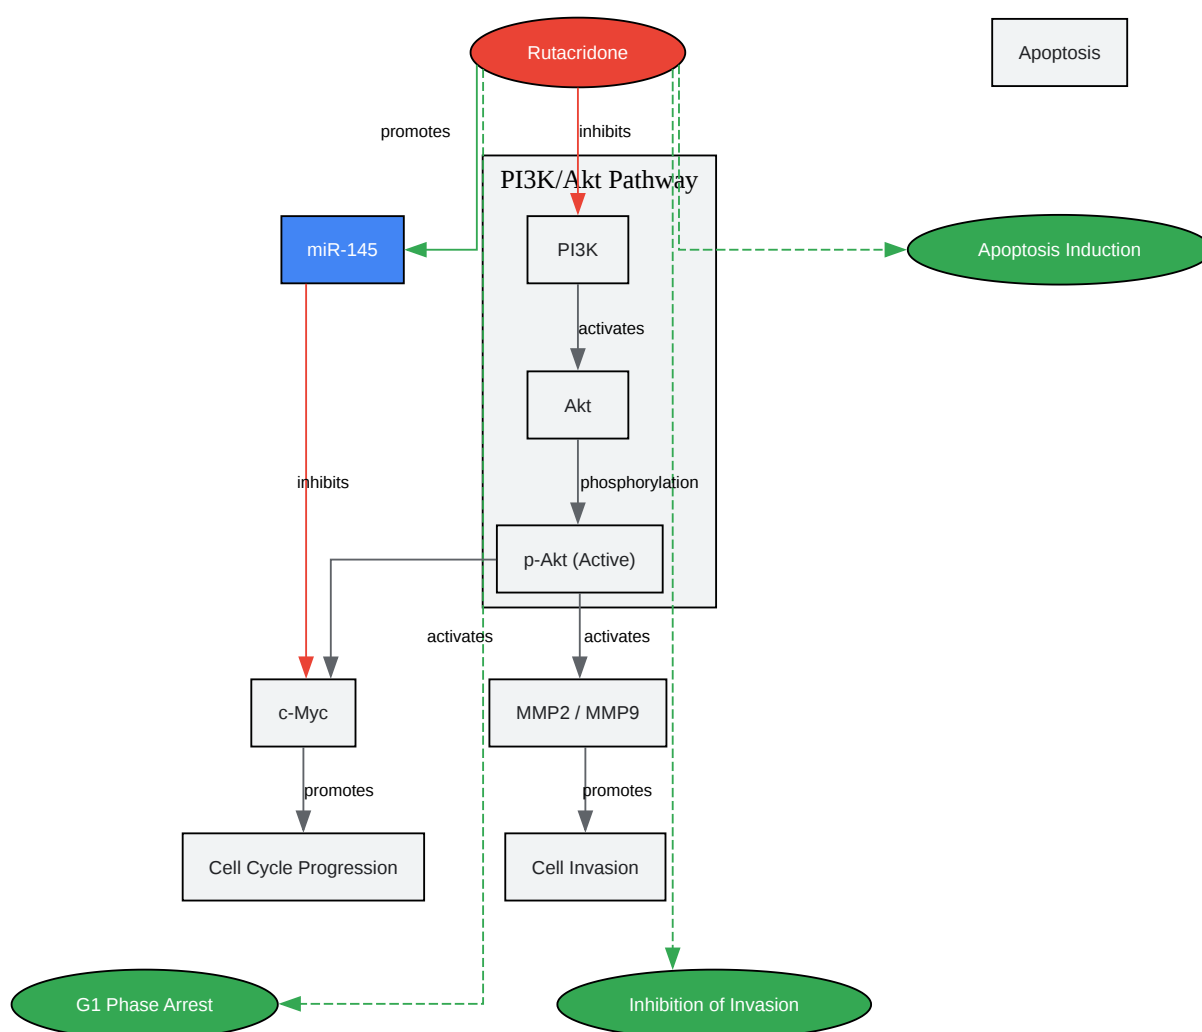 Rutacridone
Apoptosis
promotes
inhibits
PI3K/Akt Pathway
miR-145
PI3K
Apoptosis Induction
activates
Akt
inhibits
phosphorylation
p-Akt (Active)
activates
activates
c-Myc
MMP2 / MMP9
promotes
promotes
Cell Cycle Progression
Cell Invasion
G1 Phase Arrest
Inhibition of Invasion